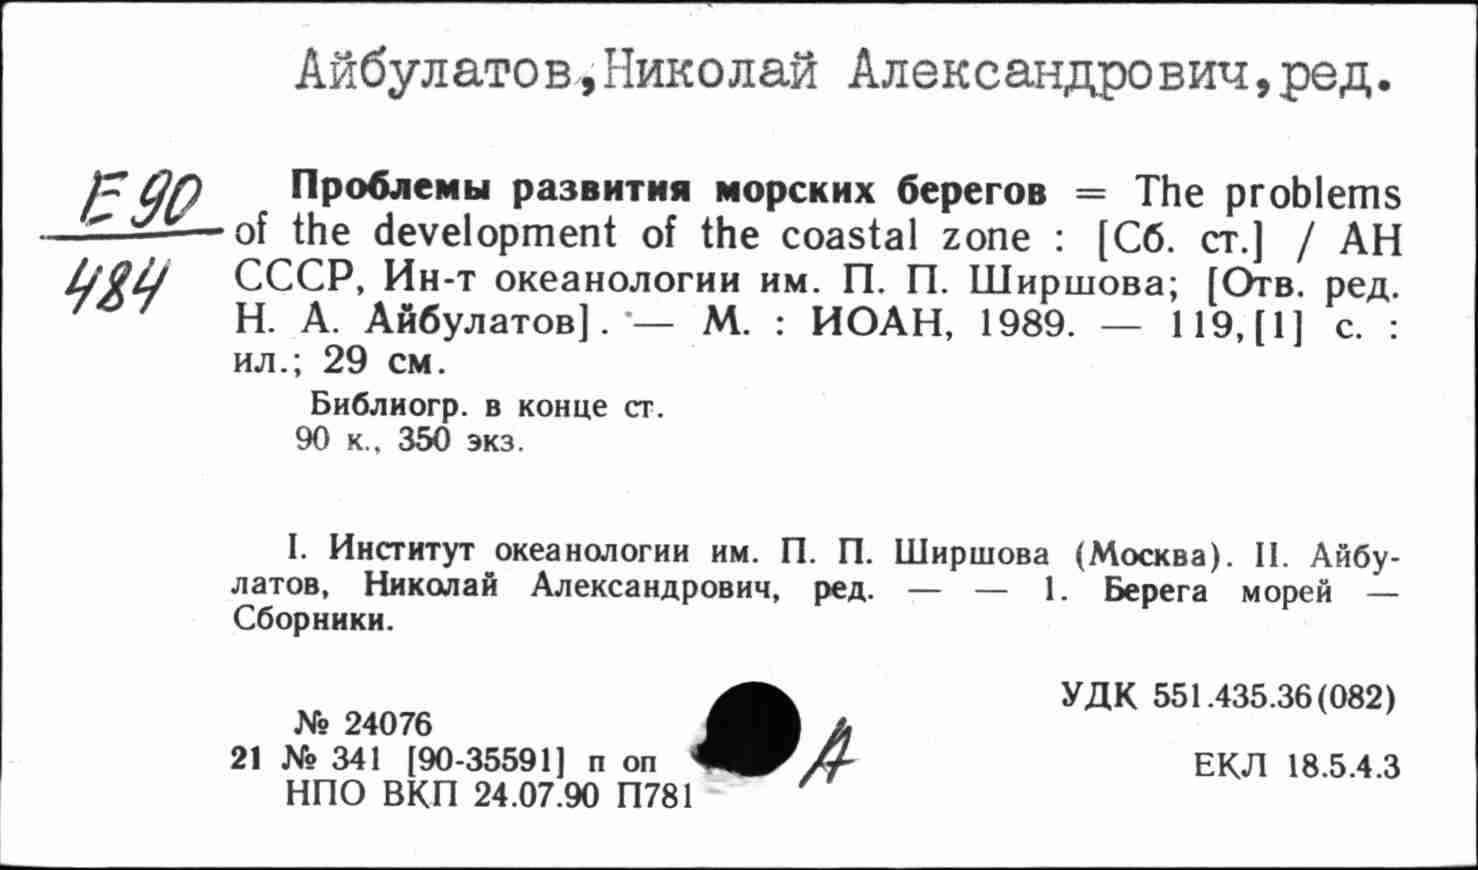 Айбулатов,Николай Александрович,ред.
Е90
484
Проблемы развития морских берегов = The problems
of the development of the coastal zone : [Сб. ст.] / АН
СССР, Ин-т океанологии им. П. П. Ширшова; [Отв. ред.
Н. А. Айбулатов]. — М. : ИОАН, 1989. — 119,[1] с. :
ил.; 29 см.
Библиогр. в конце ст.
90 к., 350 экз.
I. Институт океанологии им. П. П. Ширшова (Москва). II. Айбу-
латов, Николай Александрович, ред. — — 1. Берега морей —
Сборники.
УДК 551.435.36(082)
№ 24076
21 № 341 [90-35591] п оп
А
ЕКЛ 18.5.4.3
НПО ВКП 24.07.90 П781